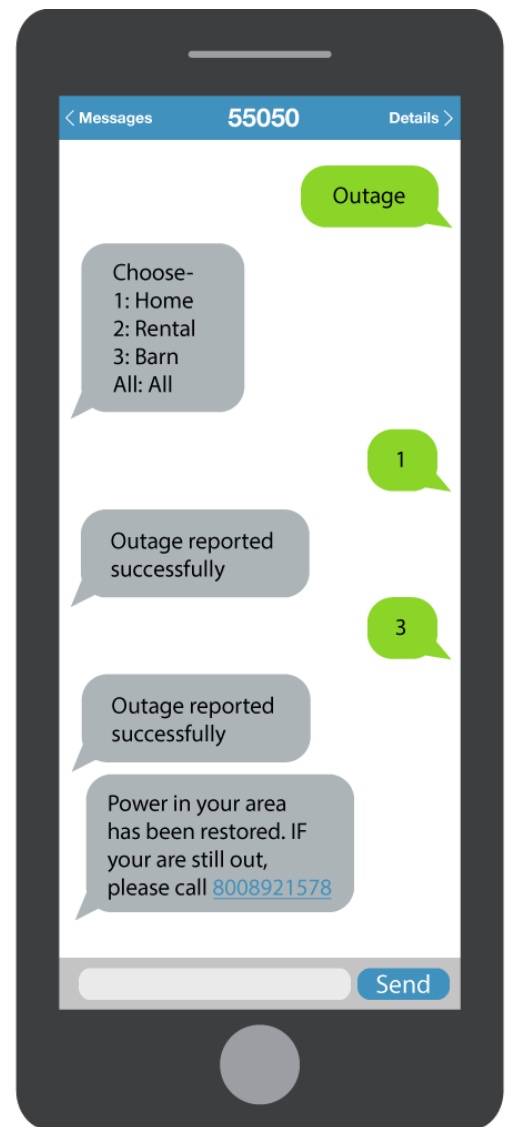 Messages 55050 Details
Outage
Choose-
1: Home
2: Rental
3: Barn
All: All
1
Outage reported
successfully
3
Outage reported
successfully
Power in your area
has been restored. IF
your are still out,
please call 8008921578
Send